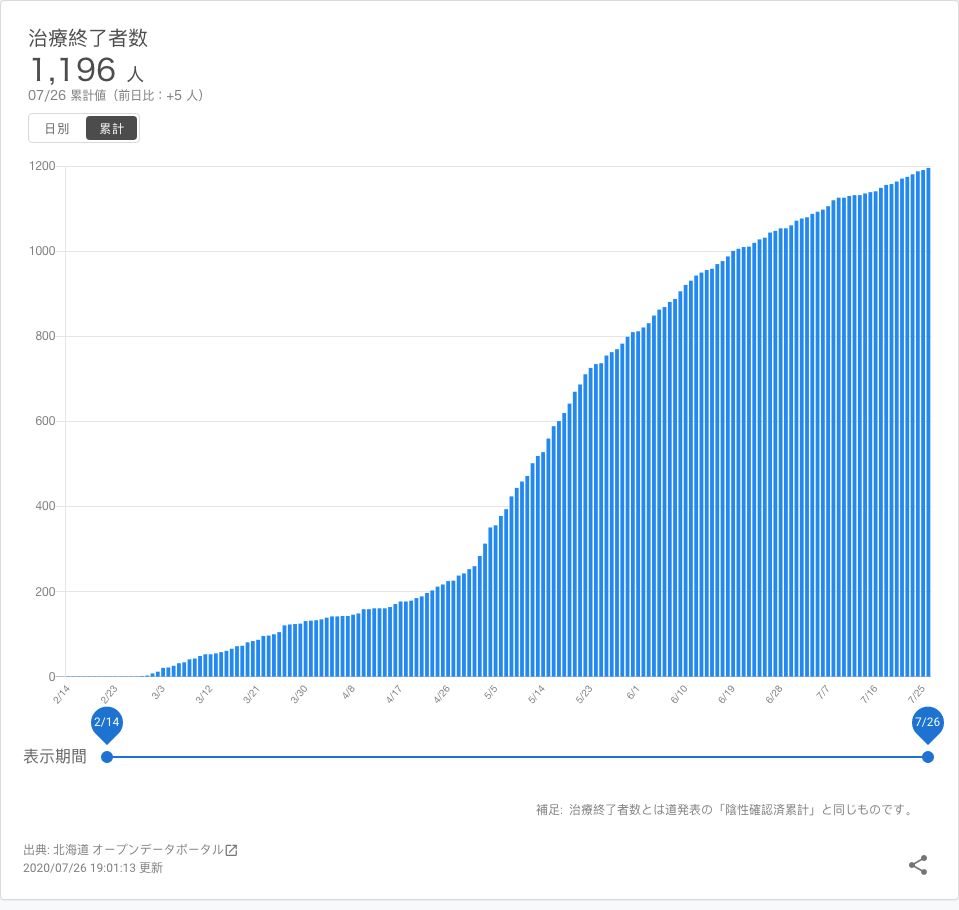 治療終了者数
1,196 人
07/26 累計値（前日比：+5 人）
日別 累計
1200
1000
800
600
400
200
0
2/14 2/23 3/3 3/12 3/21 3/30 4/8 4/17 4/26 5/5 5/14 5/23 6/1 6/10 6/19 6/28 7/7 7/16 7/25
2/14 7/26
表示期間
補足: 治療終了者数とは道発表の「陰性確認済累計」と同じものです。
出典: 北海道 オープンデータポータル
2020/07/26 19:01:13 更新